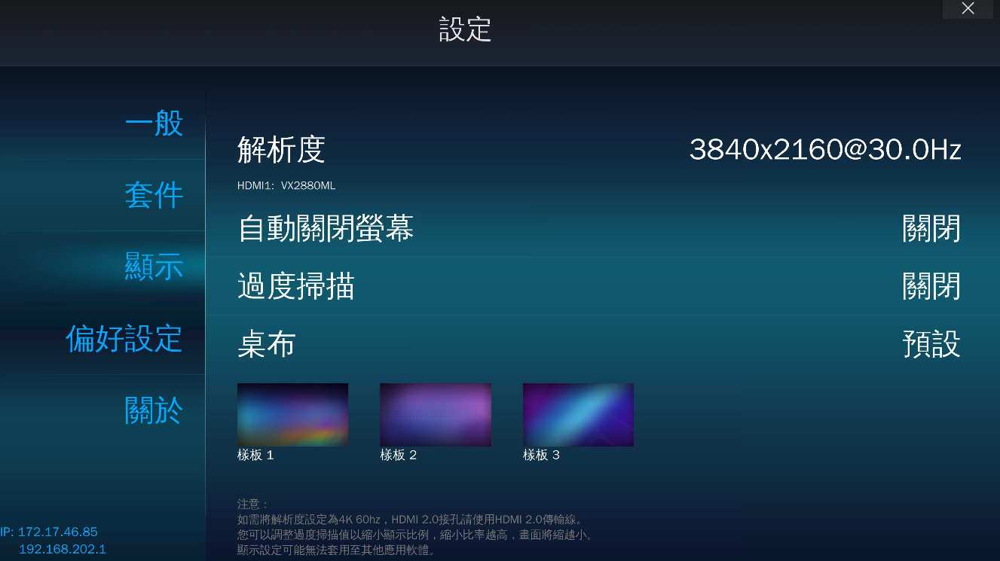 設定
一般
套件
顯示
偏好設定
關於
IP: 172.17.46.85
192.168.202.1
解析度 3840x2160@30.0Hz
HDMI1: VX2880ML
自動關閉螢幕 關閉
過度掃描 關閉
桌布 預設
樣板 1 樣板 2 樣板 3
注意：
如需將解析度設定為4K 60hz，HDMI 2.0接孔請使用HDMI 2.0傳輸線。
您可以調整過度掃描值以縮小顯示比例，縮小比率越高，畫面將縮越小。
顯示設定可能無法套用至其他應用軟體。